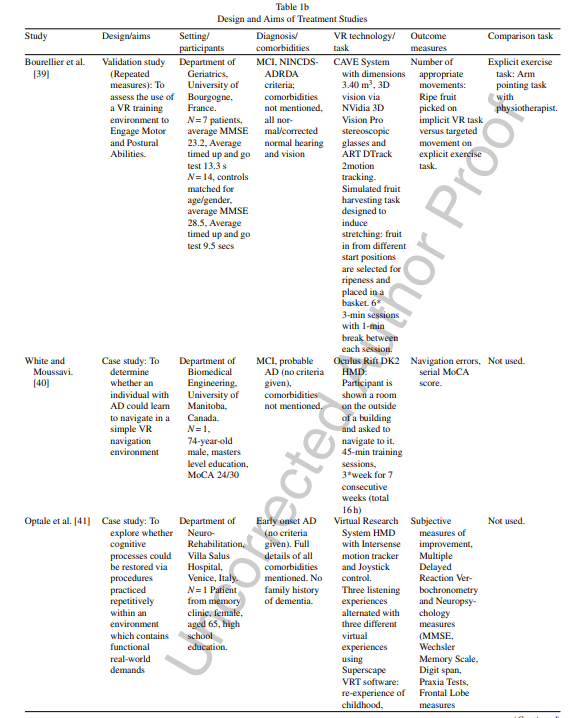 Table 1b
Design and Aims of Treatment Studies
Study
Design/aims
Setting/
participants
Diagnosis/
comorbidities
VR technology/
task
Outcome
measures
Comparison task
Bourellier et al.
[39]
Validation study
(Repeated
measures): To
assess the use of
a VR training
environment to
Engage Motor
and Postural
Abilities.
Department of
Geriatrics,
University of
Bourgogne,
France.
N = 7 patients,
average MMSE
23.2, Average
timed up and go
test 13.3 s
N = 14, controls
matched for
age/gender,
average MMSE
28.5, Average
timed up and go
test 9.5 secs
MCI, NINCDS-
ADRDA
criteria;
comorbidities
not mentioned,
all nor-
mal/corrected
normal hearing
and vision
CAVE System
with dimensions
3.40 m³, 3D
vision via
NVidia 3D
Vision Pro
stereoscopic
glasses and
ART DTrack
2motion
tracking.
Simulated fruit
harvesting task
designed to
induce
stretching: fruit
in from different
start positions
are selected for
ripeness and
placed in a
basket. 6*
3-min sessions
with 1-min
break between
each session.
Number of
appropriate
movements:
Ripe fruit
picked on
implicit VR task
versus targeted
movement on
explicit exercise
task.
Explicit exercise
task: Arm
pointing task
with
physiotherapist.
White and
Moussavi.
[40]
Case study: To
determine
whether an
individual with
AD could learn
to navigate in a
simple VR
navigation
environment
Department of
Biomedical
Engineering,
University of
Manitoba,
Canada.
N = 1,
74-year-old
male, masters
level education,
MoCA 24/30
MCI, probable
AD (no criteria
given),
comorbidities
not mentioned.
Oculus Rift DK2
HMD:
Participant is
shown a room
on the outside
of a building
and asked to
navigate to it.
45-min training
sessions,
3*week for 7
consecutive
weeks (total
16 h)
Navigation errors,
serial MoCA
score.
Not used.
Optale et al. [41]
Case study: To
explore whether
cognitive
processes could
be restored via
procedures
practiced
repetitively
within an
environment
which contains
functional
real-world
demands
Department of
Neuro-
Rehabilitation,
Villa Salus
Hospital,
Venice, Italy.
N = 1 Patient
from memory
clinic, female,
aged 65, high
school
education.
Early onset AD
(no criteria
given). Full
details of all
comorbidities
mentioned. No
family history
of dementia.
Virtual Research
System HMD
with Intersense
motion tracker
and Joystick
control.
Three listening
experiences
alternated with
three different
virtual
experiences
using
Superscape
VRT software:
re-experience of
childhood,
Subjective
measures of
improvement,
Multiple
Delayed
Reaction Ver-
bochronometry
and Neuropsy-
chology
measures
(MMSE,
Wechsler
Memory Scale,
Digit span,
Praxia Tests,
Frontal Lobe
measures
Not used.
Uncorrected Author Proof